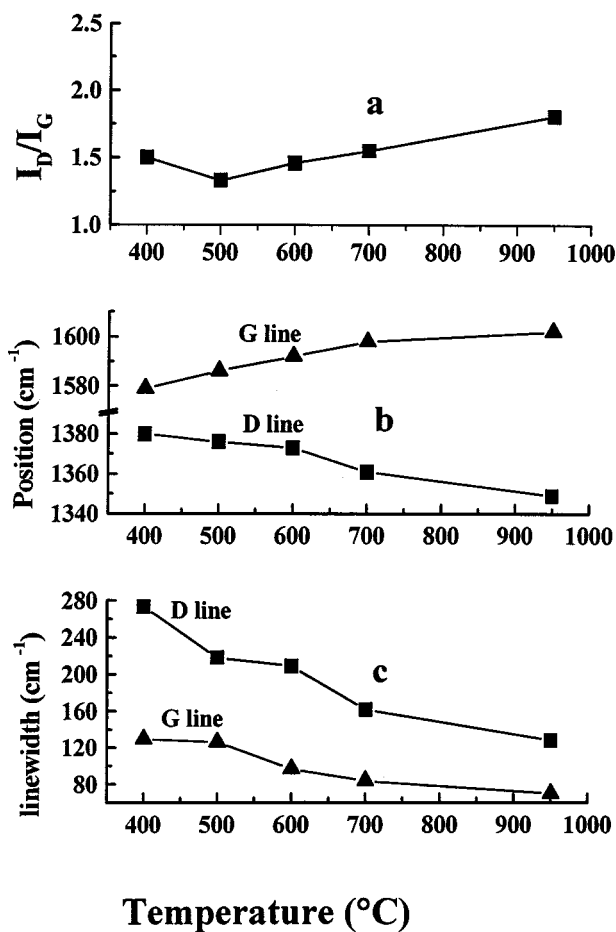 2.5
2.0
1.5
1.0
I_D/I_G
a
400 500 600 700 800 900 1000
1600
1580
1380
1360
1340
Position (cm⁻¹)
G line
D line
b
400 500 600 700 800 900 1000
280
240
200
160
120
80
linewidth (cm⁻¹)
D line
G line
c
400 500 600 700 800 900 1000
Temperature (°C)